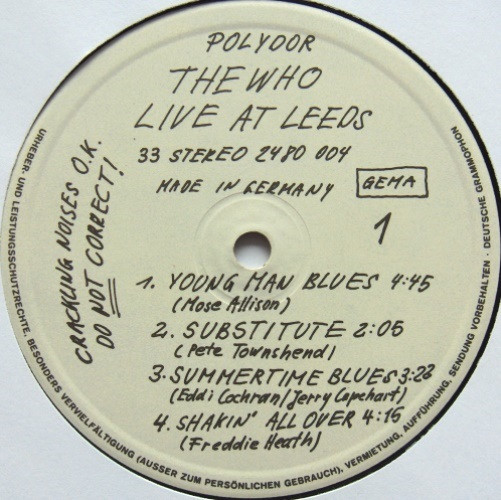 POLYDOR
THE WHO
LIVE AT LEEDS
33 STEREO 2480 004
MADE IN GERMANY
GEMA
1
CRACKLING NOISES O.K.
DO NOT CORRECT!
1. YOUNG MAN BLUES 4:45
(Mose Allison)
2. SUBSTITUTE 2:05
(Pete Townshend)
3. SUMMERTIME BLUES 3:22
(Eddi Cochran/Jerry Capehart)
4. SHAKIN' ALL OVER 4:15
(Freddie Heath)
URHEBER- UND LEISTUNGSSCHUTZRECHTE, BESONDERS VERVIELFÄLTIGUNG (AUSSER ZUM PERSÖNLICHEN GEBRAUCH), VERMIETUNG, AUFFÜHRUNG, SENDUNG VORBEHALTEN · DEUTSCHE GRAMMOPHON